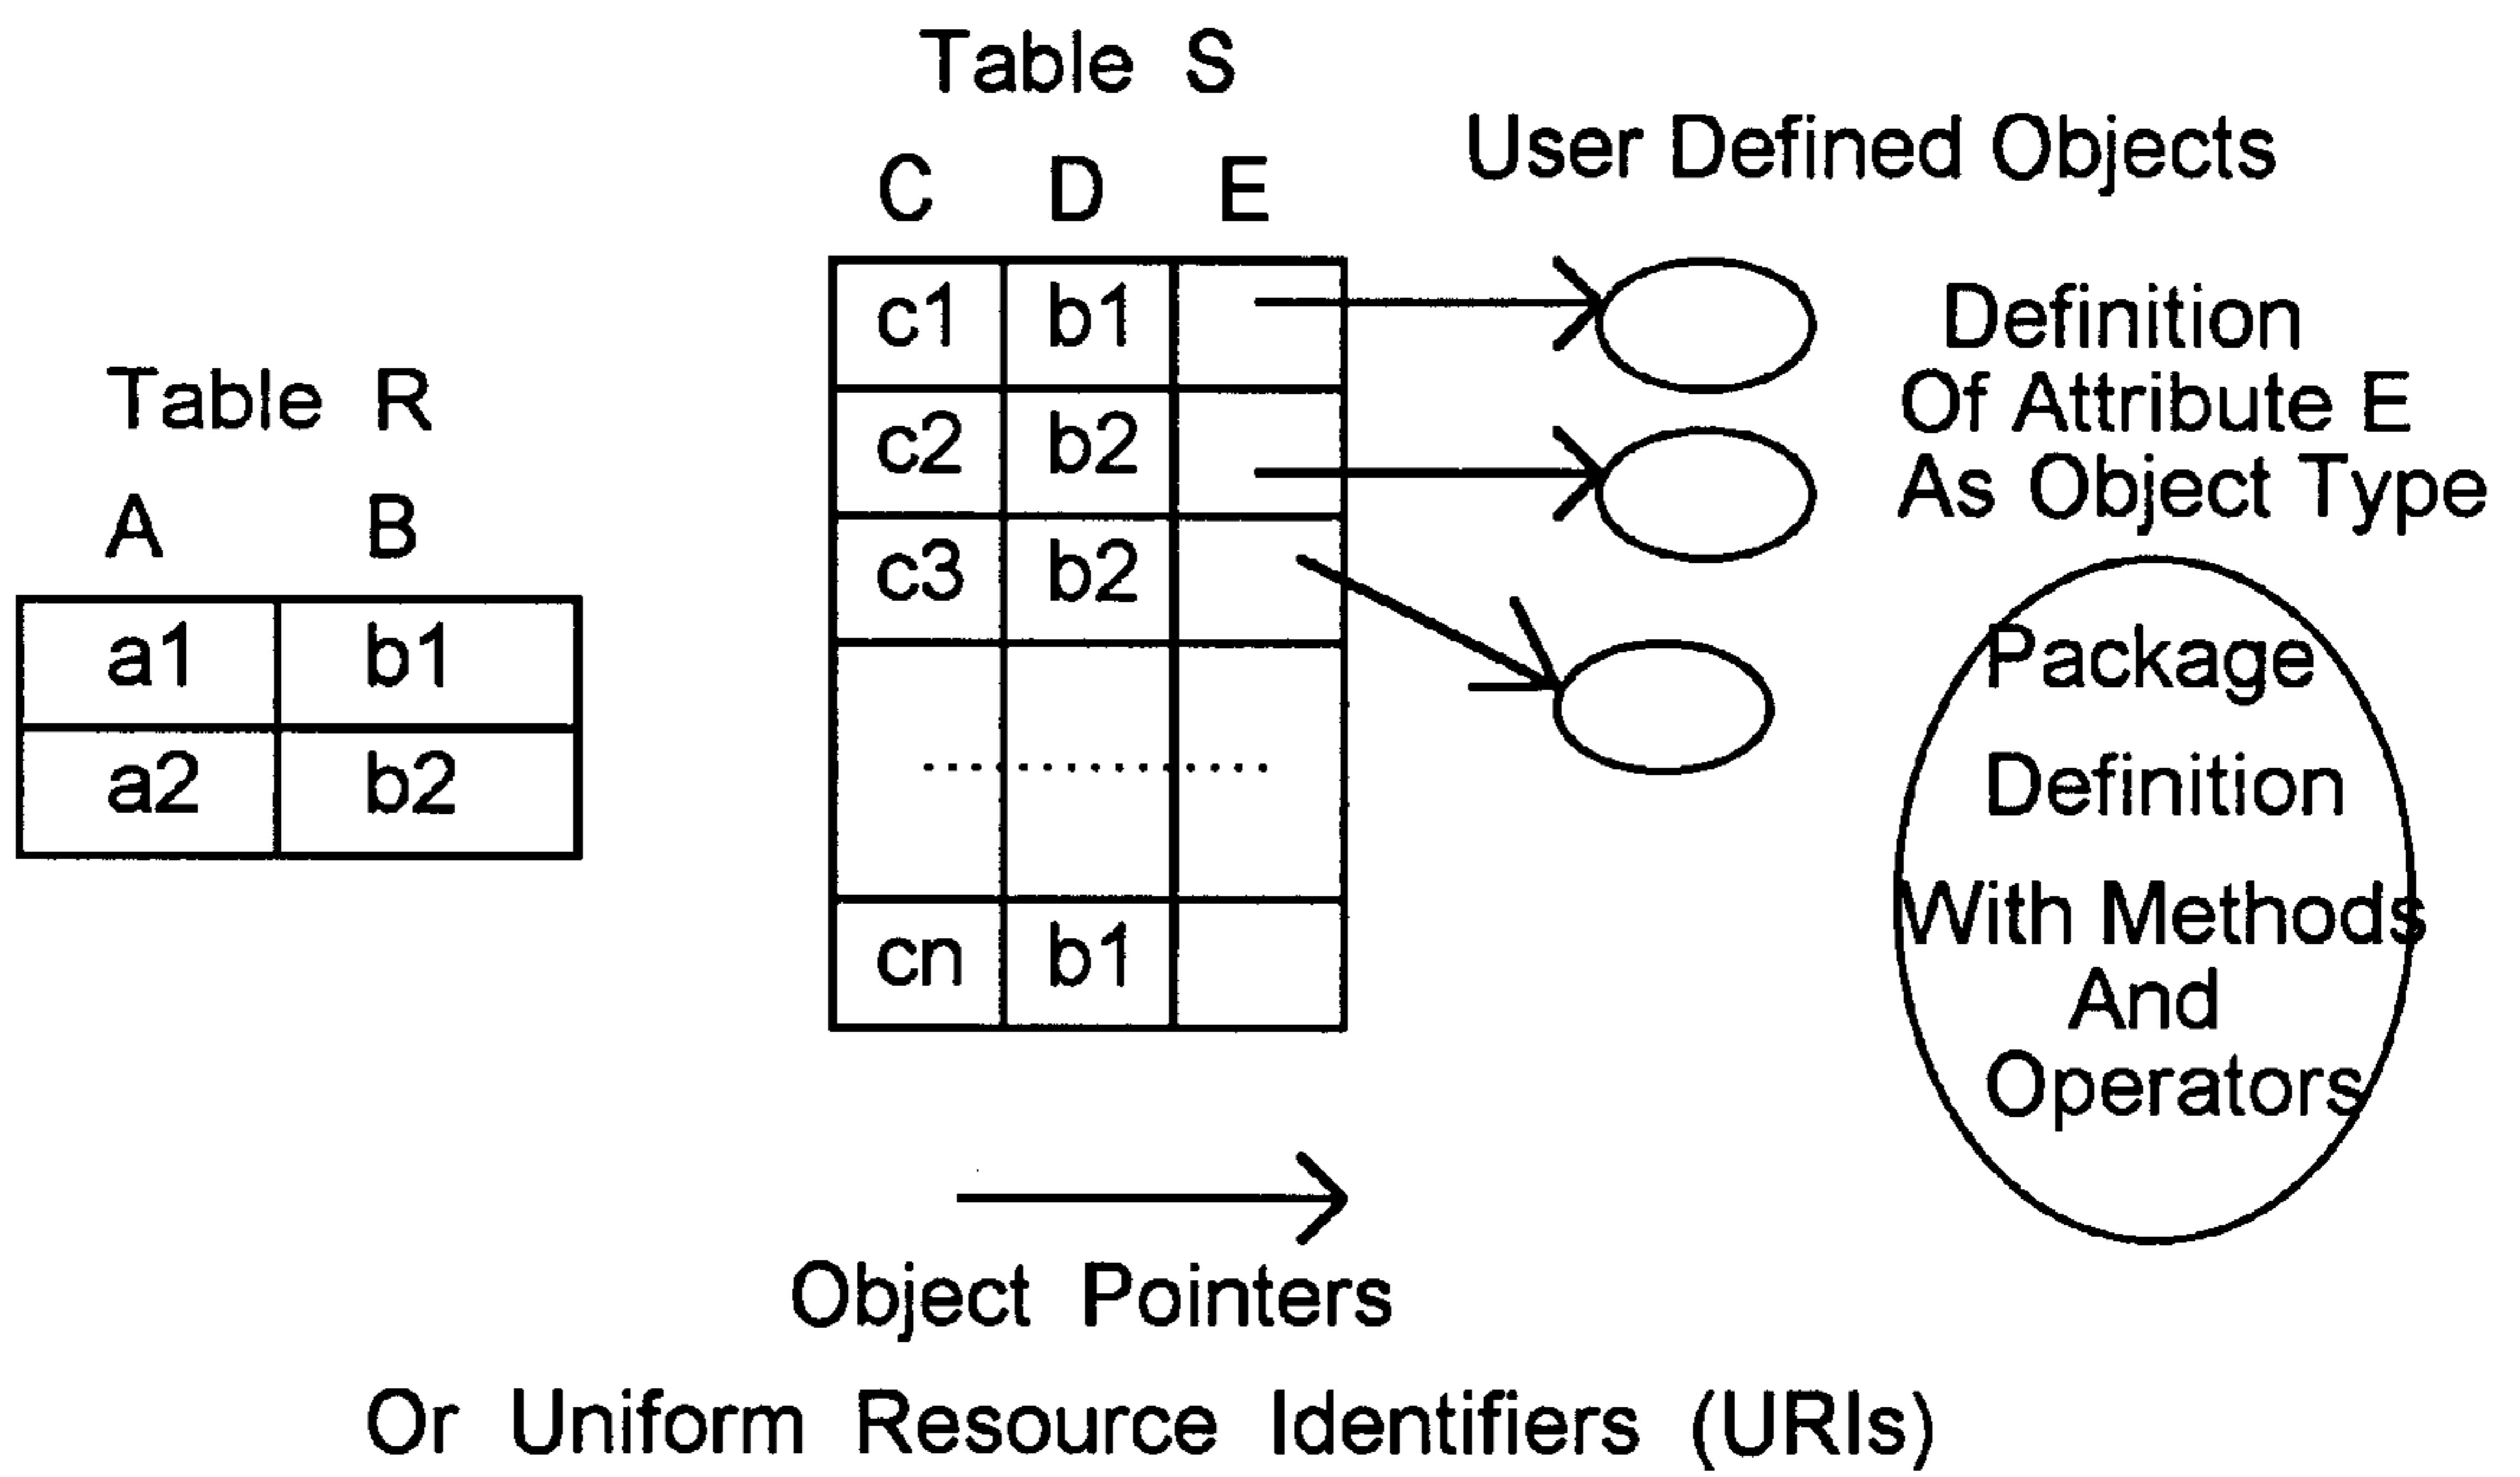 Table S
User Defined Objects
C D E
c1 b1
c2 b2
c3 b2
............... 
cn b1
Table R
A B
a1 b1
a2 b2
Definition
Of Attribute E
As Object Type
Package
Definition
With Methods
And
Operators
Object Pointers
Or Uniform Resource Identifiers (URIs)